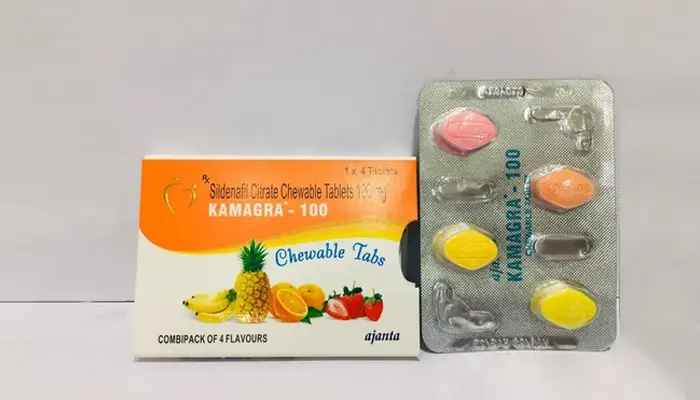 1 x 4 Tablets
Rx
Sildenafil Citrate Chewable Tablets 100 mg
KAMAGRA® - 100
Chewable Tabs
COMBIPACK OF 4 FLAVOURS
ajanta
KAMAGRA® - 100
CHEWABLE TABLETS